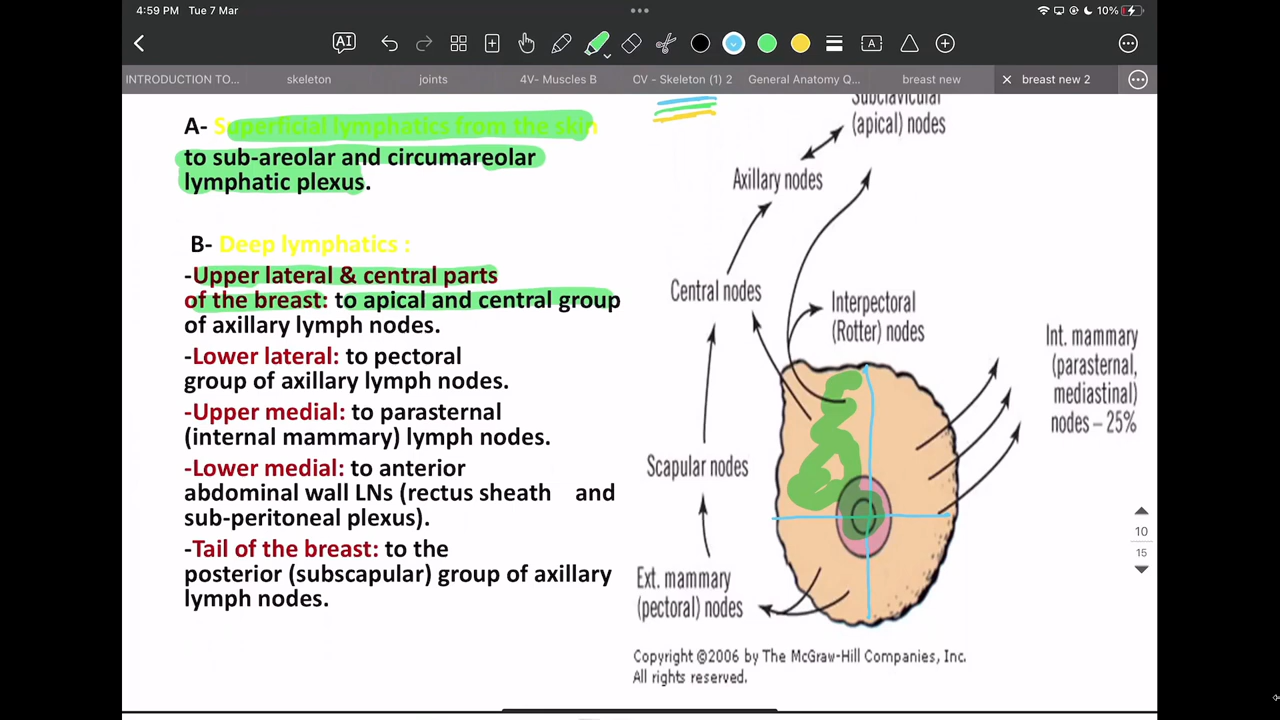 4:59 PM Tue 7 Mar
10%
AI
A
INTRODUCTION TO...
skeleton
joints
4V- Muscles B
CV - Skeleton (1) 2
General Anatomy Q...
breast new
breast new 2
A- Superficial lymphatics from the skin
to sub-areolar and circumareolar
lymphatic plexus.
B- Deep lymphatics :
-Upper lateral & central parts
of the breast: to apical and central group
of axillary lymph nodes.
-Lower lateral: to pectoral
group of axillary lymph nodes.
-Upper medial: to parasternal
(internal mammary) lymph nodes.
-Lower medial: to anterior
abdominal wall LNs (rectus sheath and
sub-peritoneal plexus).
-Tail of the breast: to the
posterior (subscapular) group of axillary
lymph nodes.
Subclavicular
(apical) nodes
Axillary nodes
Central nodes
Interpectoral
(Rotter) nodes
Int. mammary
(parasternal,
mediastinal)
nodes – 25%
Scapular nodes
Ext. mammary
(pectoral) nodes
Copyright ©2006 by The McGraw-Hill Companies, Inc.
All rights reserved.
10
15